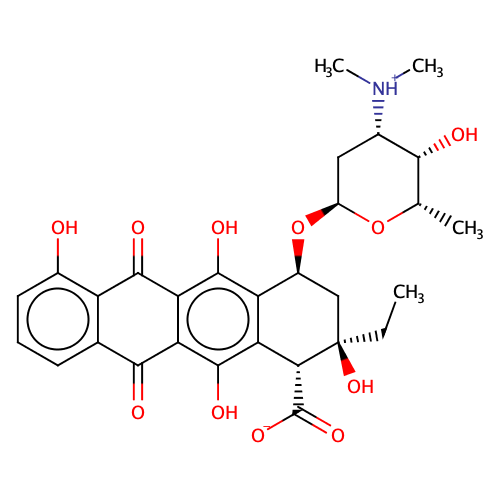 H₃C CH₃
NH⁺
OH
O CH₃
OH O OH O
CH₃
OH
O OH
O⁻ O